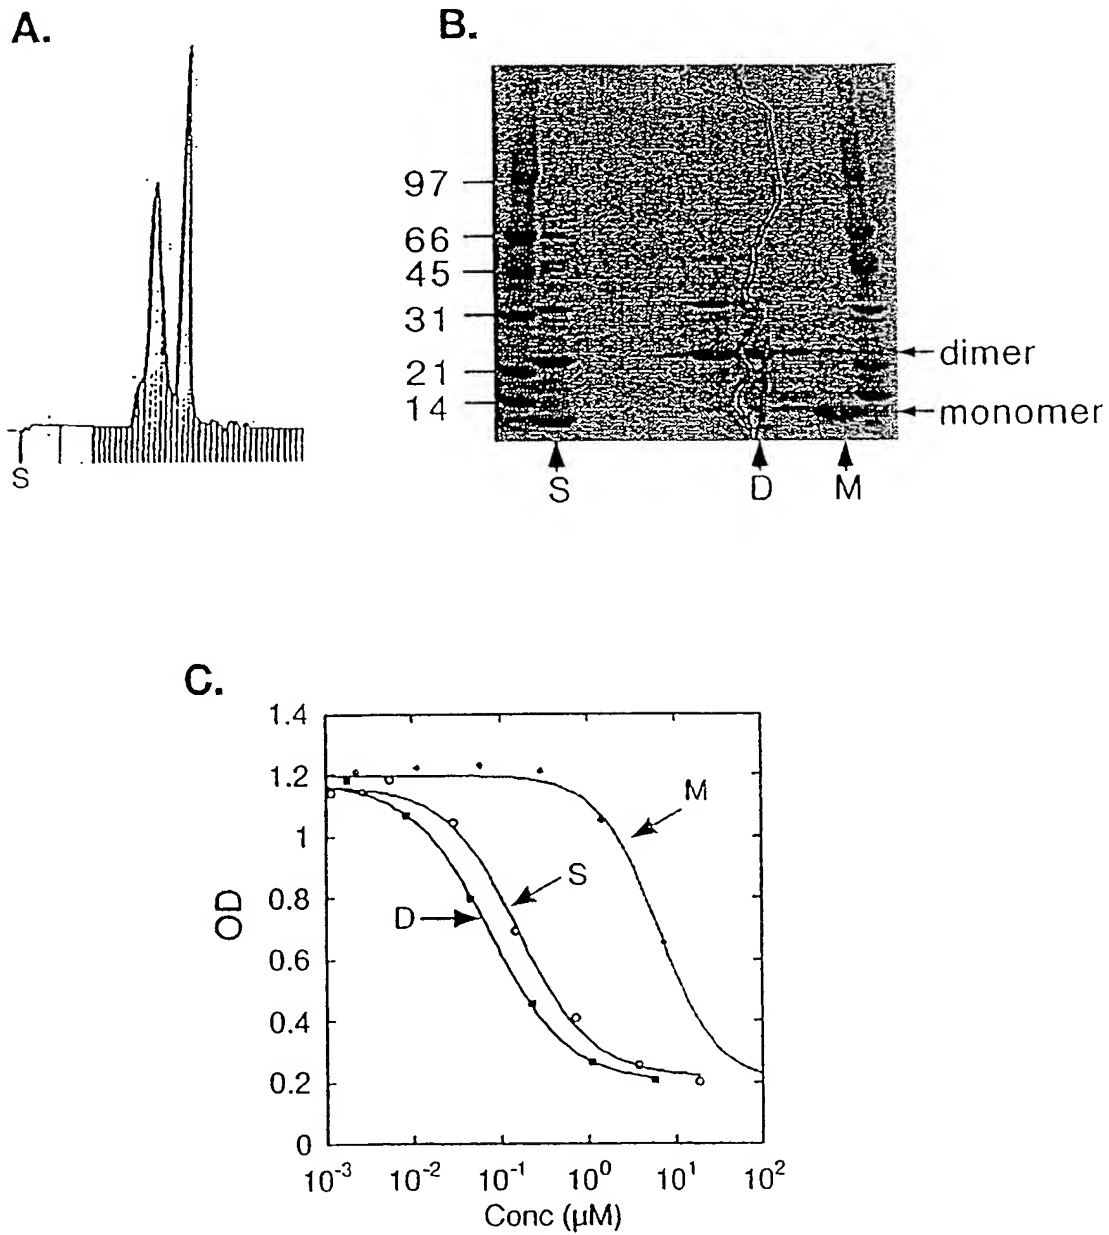 A.
S
B.
97
66
45
31
21
14
dimer
monomer
S D M
C.
1.4
1.2
1
0.8
0.6
0.4
0.2
0
OD
M
S
D
10⁻³ 10⁻² 10⁻¹ 10⁰ 10¹ 10²
Conc (μM)